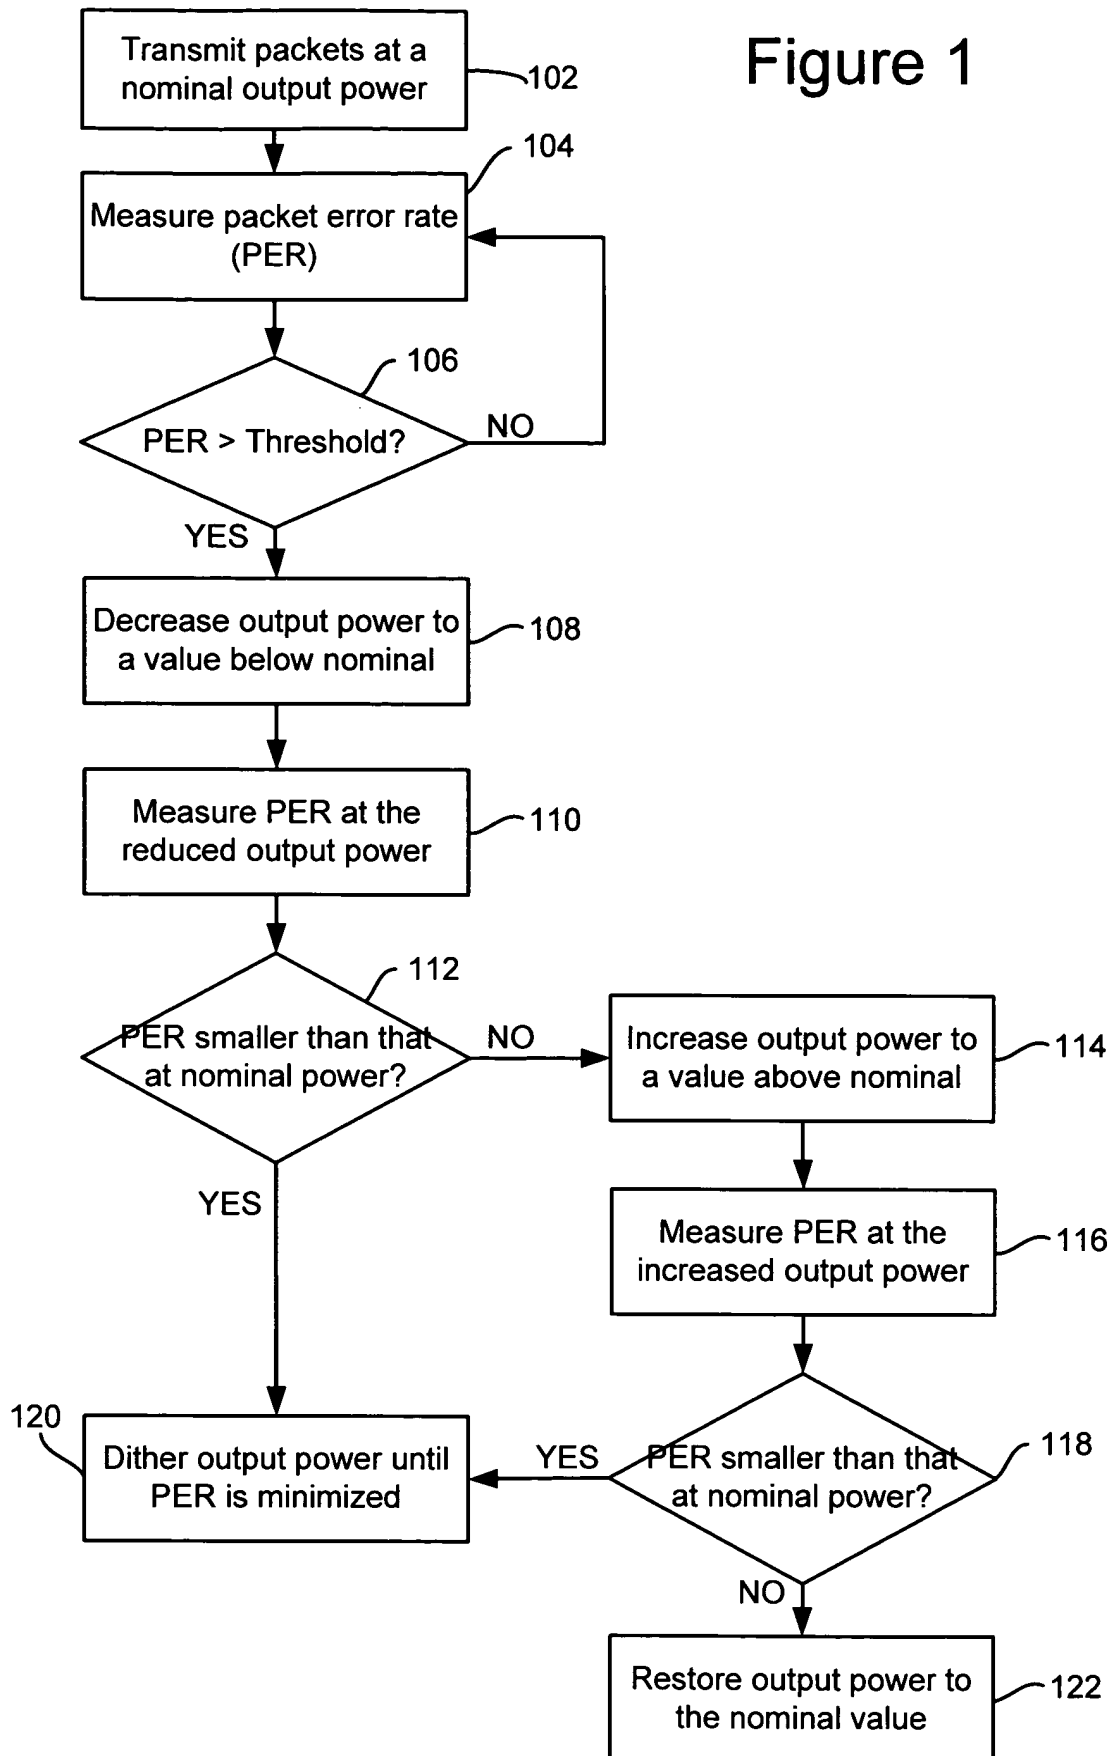 Figure 1
Transmit packets at a
nominal output power
102
104
Measure packet error rate
(PER)
106
PER > Threshold?
NO
YES
Decrease output power to
a value below nominal
108
Measure PER at the
reduced output power
110
112
PER smaller than that
at nominal power?
NO
YES
Increase output power to
a value above nominal
114
Measure PER at the
increased output power
116
PER smaller than that
at nominal power?
118
YES
120
Dither output power until
PER is minimized
NO
Restore output power to
the nominal value
122